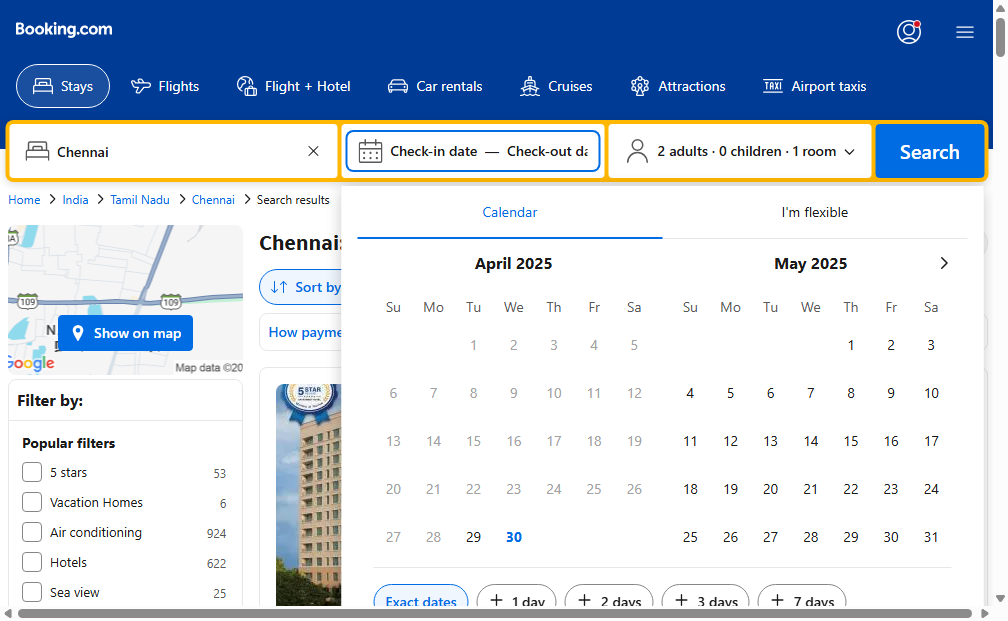 Booking.com
Stays
Flights
Flight + Hotel
Car rentals
Cruises
Attractions
TAXI Airport taxis
Chennai
Check-in date — Check-out da
2 adults · 0 children · 1 room
Search
Home > India > Tamil Nadu > Chennai > Search results
Calendar
I'm flexible
109
109
N
Show on map
Google
Map data ©20
Chennai:
Sort by
How payme
5 STAR
Filter by:
Popular filters
5 stars 53
Vacation Homes 6
Air conditioning 924
Hotels 622
Sea view 25
April 2025
Su Mo Tu We Th Fr Sa
1 2 3 4 5
6 7 8 9 10 11 12
13 14 15 16 17 18 19
20 21 22 23 24 25 26
27 28 29 30
May 2025
Su Mo Tu We Th Fr Sa
1 2 3
4 5 6 7 8 9 10
11 12 13 14 15 16 17
18 19 20 21 22 23 24
25 26 27 28 29 30 31
Exact dates
+ 1 day
+ 2 days
+ 3 days
+ 7 days